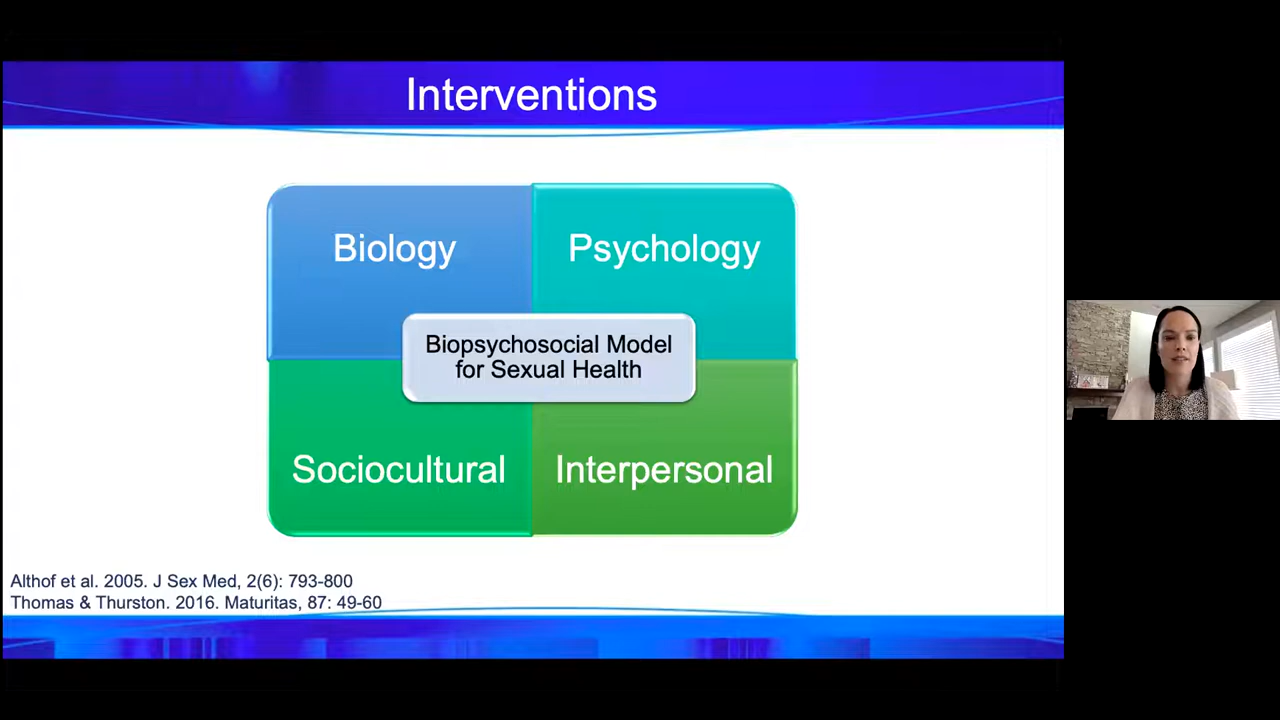 Interventions
Biology
Psychology
Biopsychosocial Model
for Sexual Health
Sociocultural
Interpersonal
Althof et al. 2005. J Sex Med, 2(6): 793-800
Thomas & Thurston. 2016. Maturitas, 87: 49-60